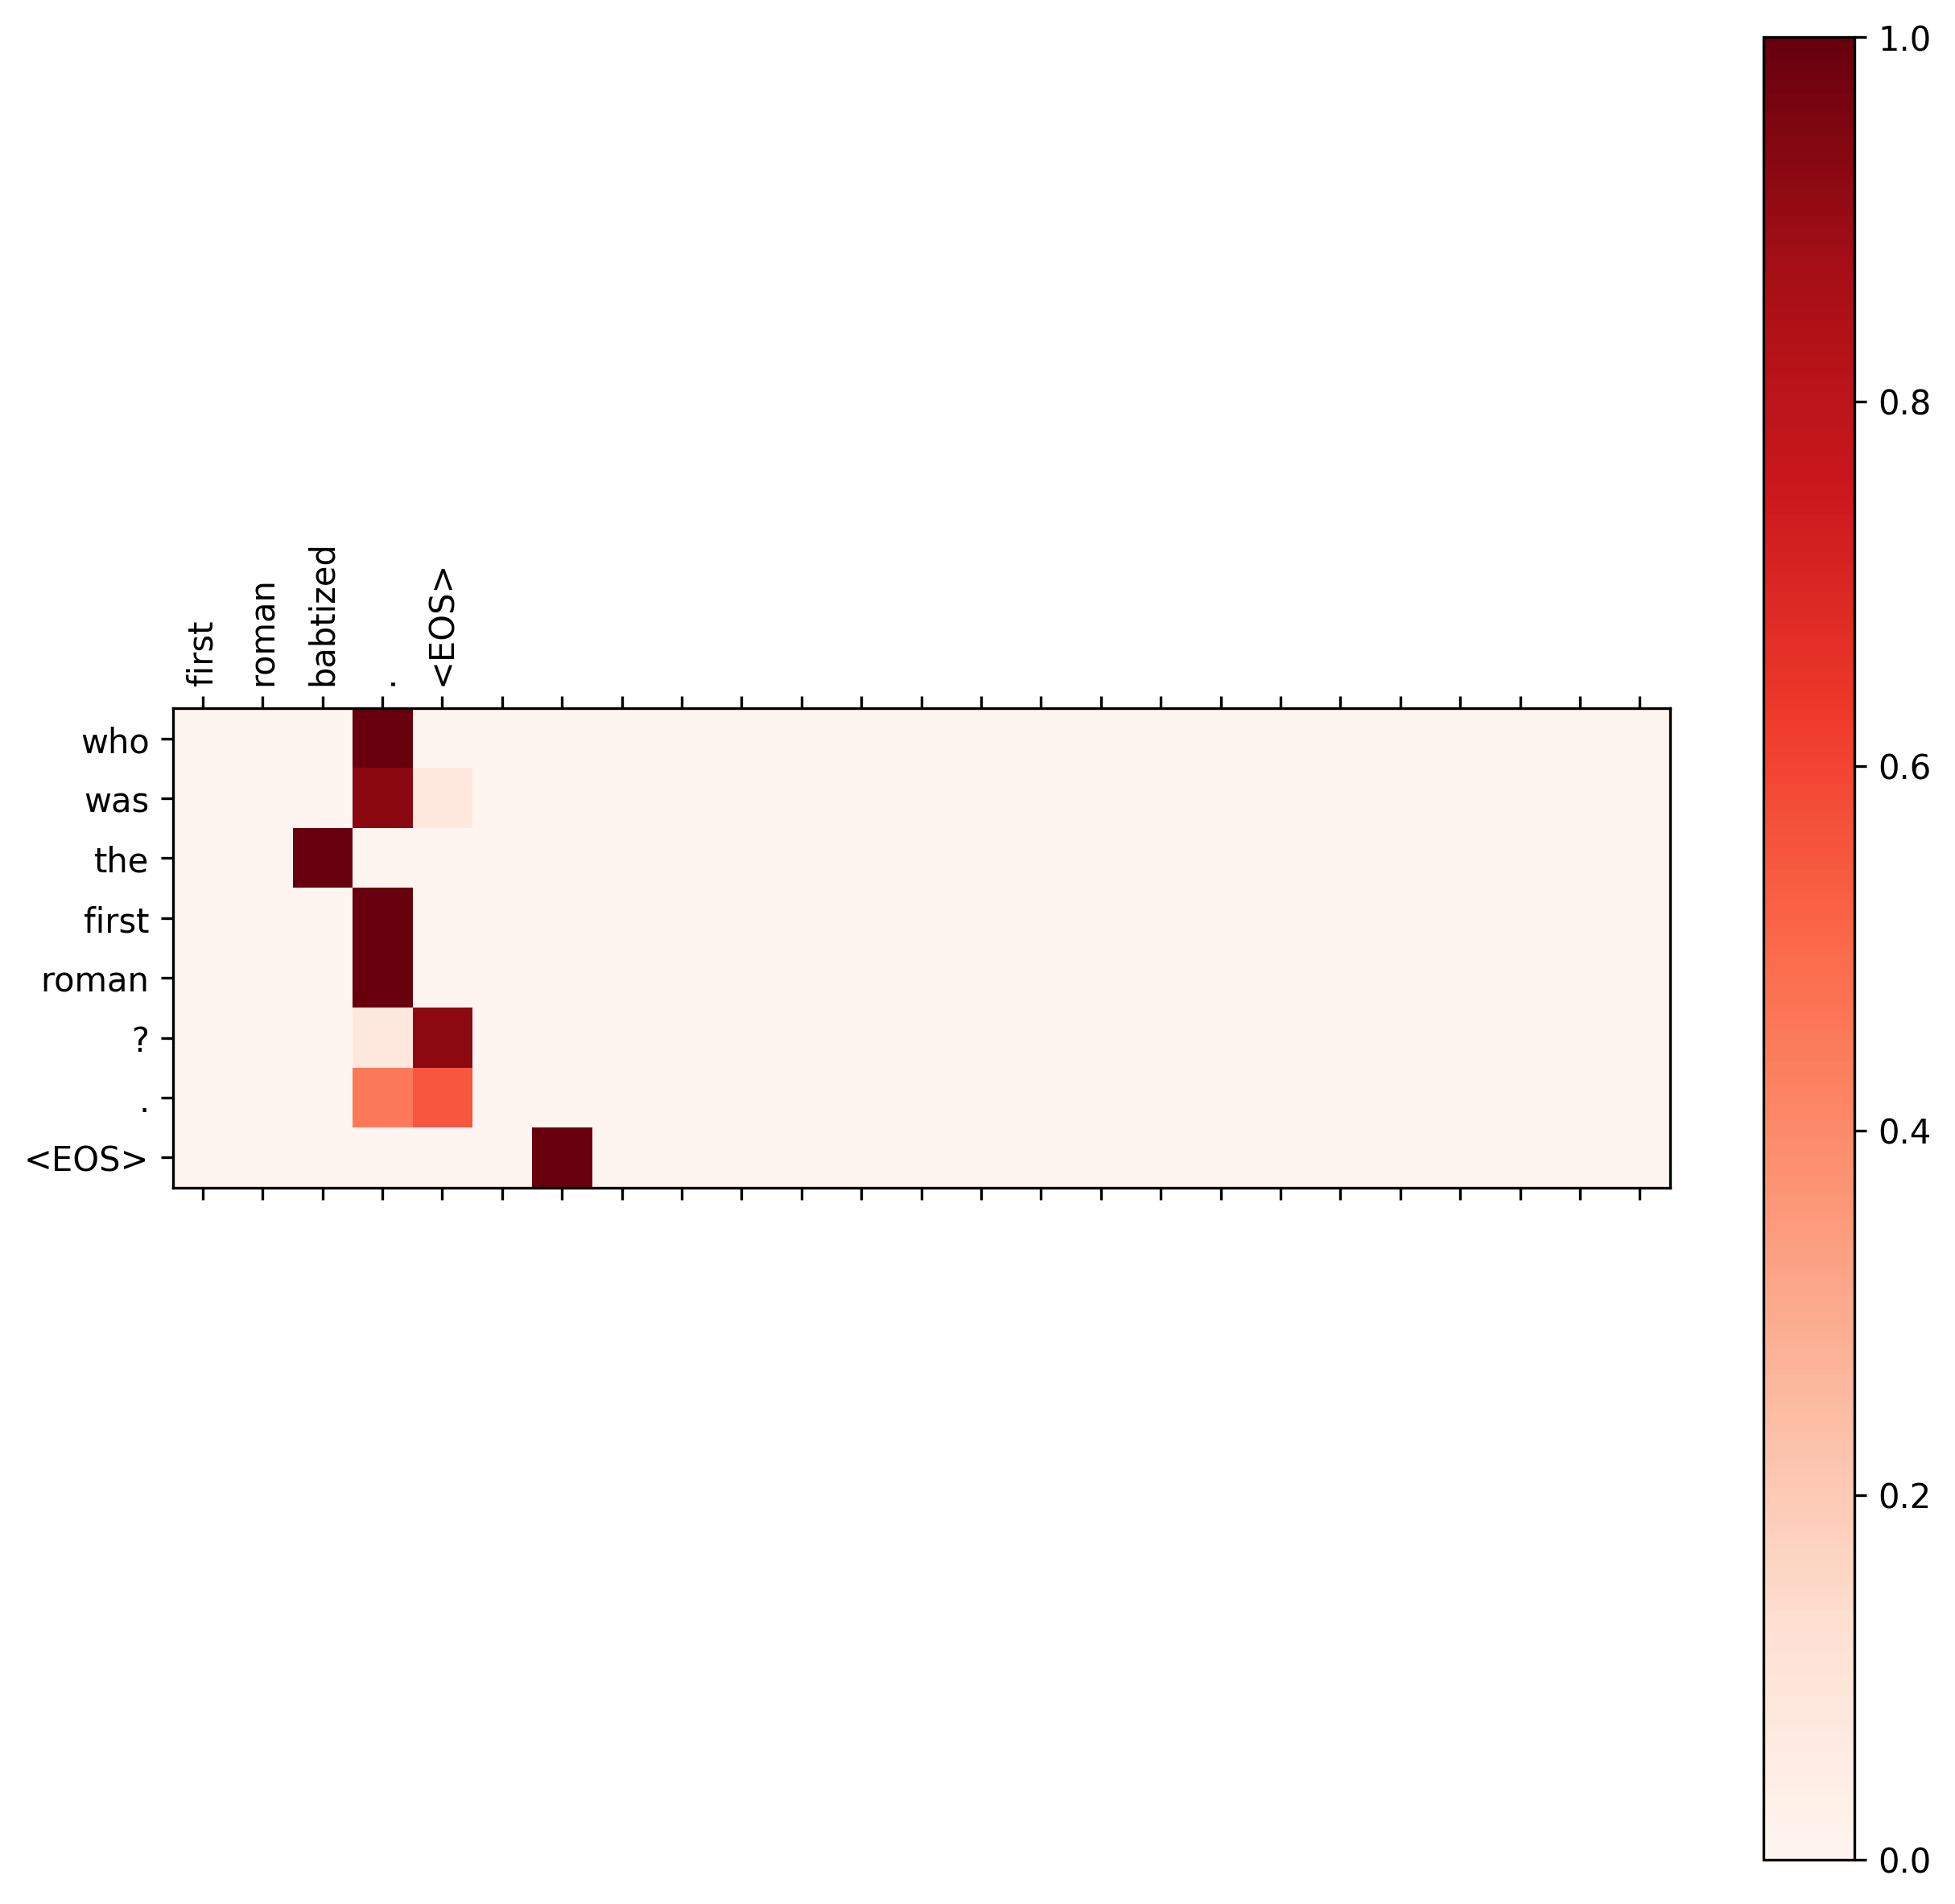 first
roman
babtized
.
<EOS>
who
was
the
first
roman
?
.
<EOS>
1.0
0.8
0.6
0.4
0.2
0.0